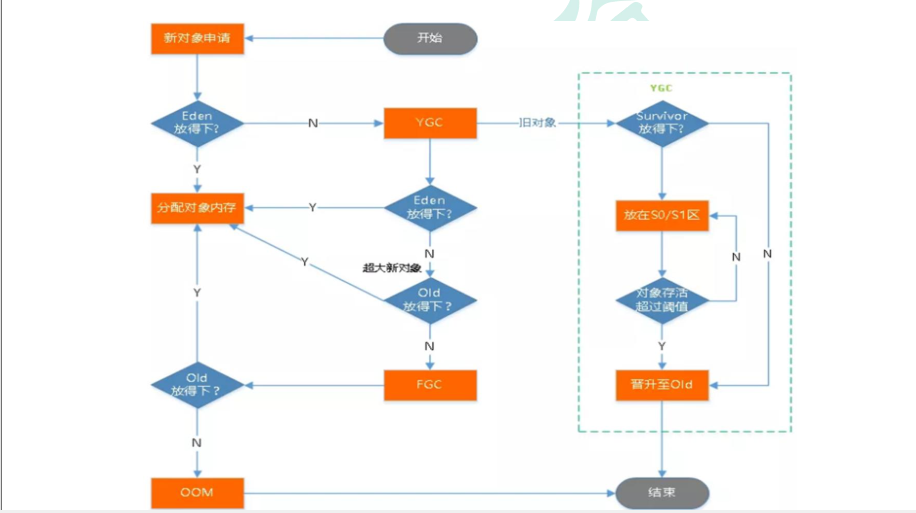 新对象申请
开始
YGC
Eden
放得下?
N
YGC
旧对象
Survivor
放得下?
Y
分配对象内存
Y
Eden
放得下?
放在S0/S1区
N
超大新对象
Y
N
N
Y
Old
放得下?
对象存活
超过阈值
N
Y
Old
放得下？
FGC
晋升至Old
N
OOM
结束